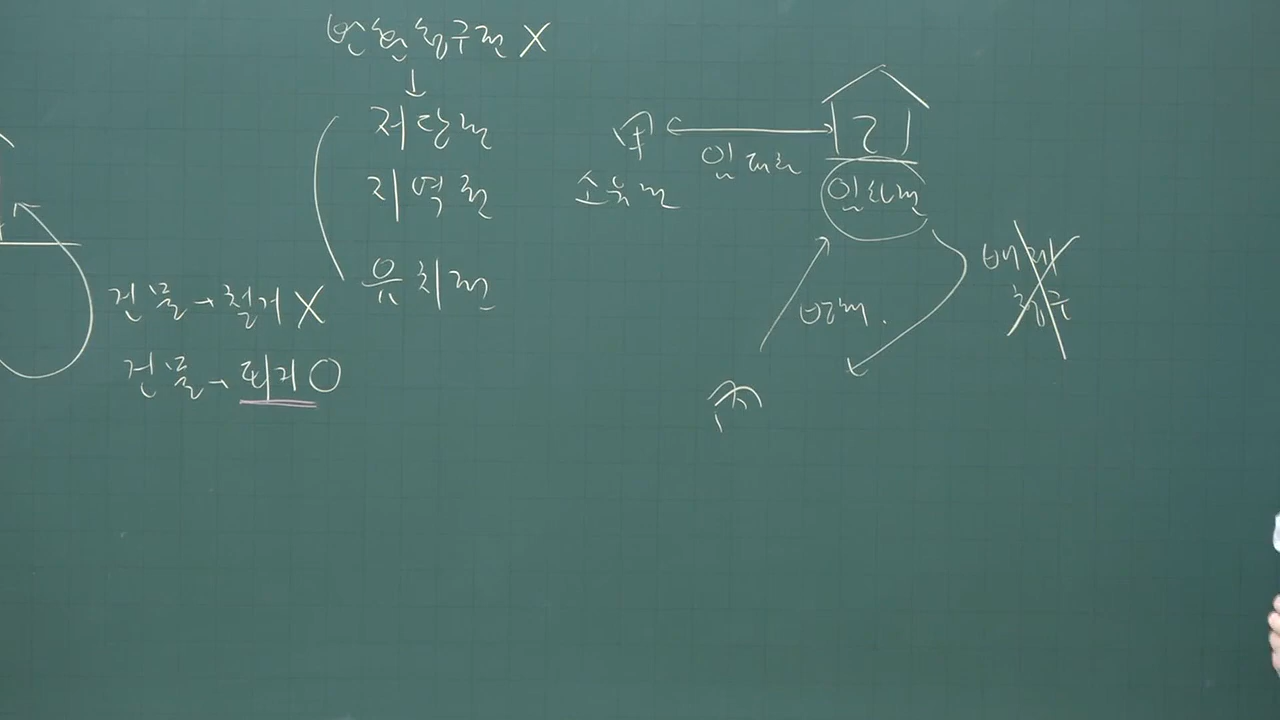 반환청구권 X
↓
저당권
지역권
유치권
건물→철거 X
건물→퇴거 O
甲
소유권
임대차
乙
임차권
방해.
丙
방해
청구